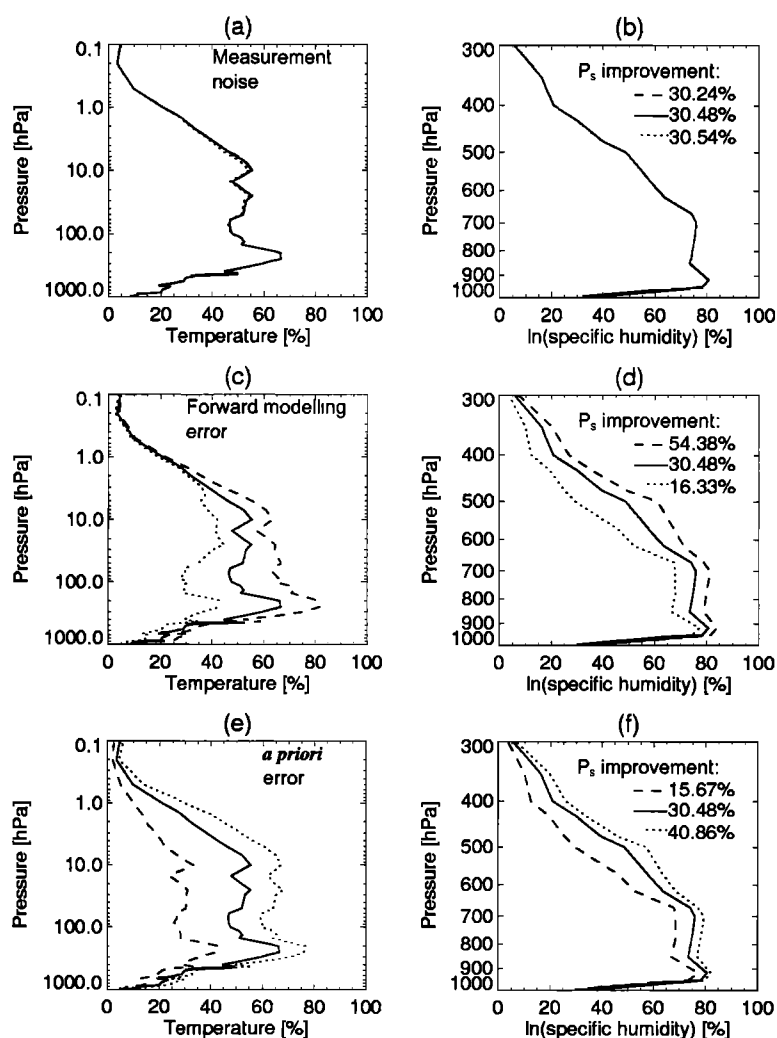 (a)
Measurement
noise
Pressure [hPa]
0.1
1.0
10.0
100.0
1000.0
0 20 40 60 80 100
Temperature [%]
(b)
P_s improvement:
30.24%
30.48%
30.54%
Pressure [hPa]
300
400
500
600
700
800
900
1000
0 20 40 60 80 100
ln(specific humidity) [%]
(c)
Forward modelling
error
Pressure [hPa]
0.1
1.0
10.0
100.0
1000.0
0 20 40 60 80 100
Temperature [%]
(d)
P_s improvement:
54.38%
30.48%
16.33%
Pressure [hPa]
300
400
500
600
700
800
900
1000
0 20 40 60 80 100
ln(specific humidity) [%]
(e)
a priori
error
Pressure [hPa]
0.1
1.0
10.0
100.0
1000.0
0 20 40 60 80 100
Temperature [%]
(f)
P_s improvement:
15.67%
30.48%
40.86%
Pressure [hPa]
300
400
500
600
700
800
900
1000
0 20 40 60 80 100
ln(specific humidity) [%]